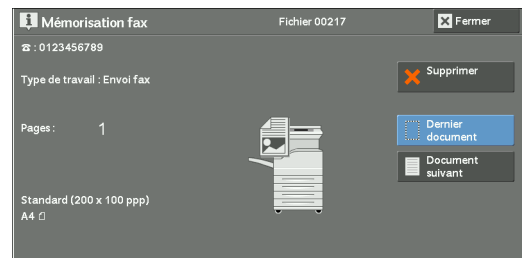 Mémorisation fax
Fichier 00217
Fermer
☎ : 0123456789
Type de travail : Envoi fax
Supprimer
Pages :
1
Dernier
document
Document
suivant
Standard (200 x 100 ppp)
A4